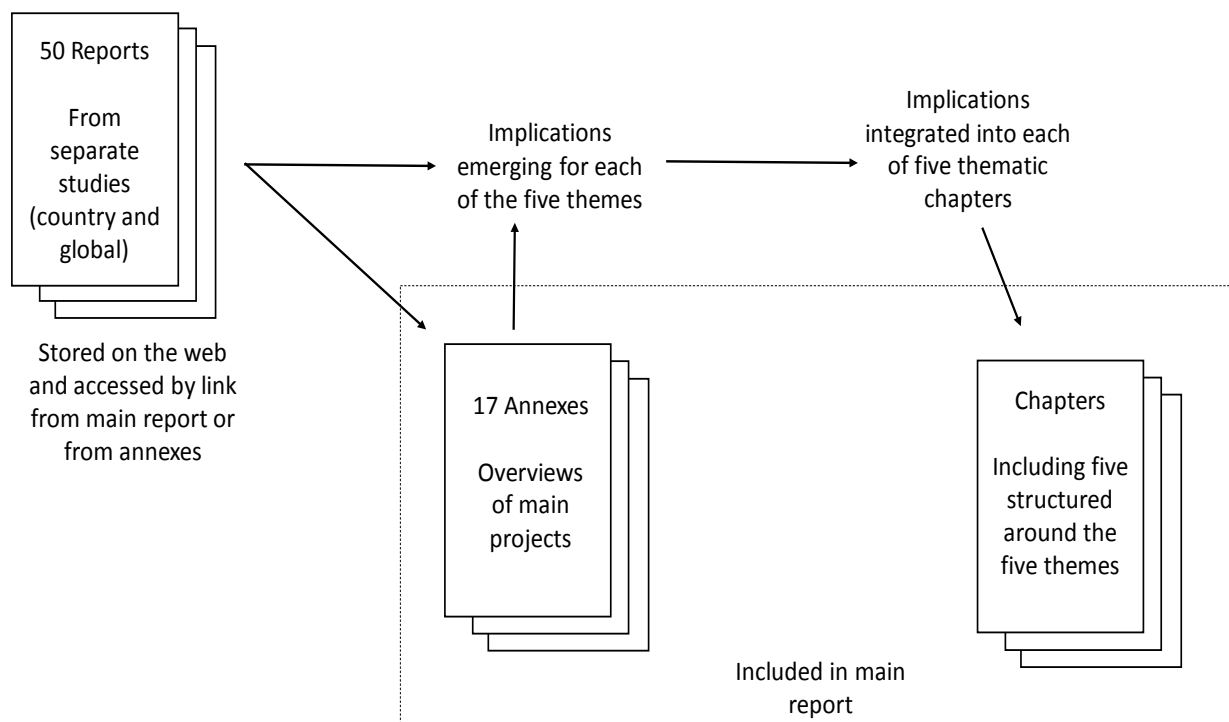 50 Reports
From
separate
studies
(country and
global)
Stored on the web
and accessed by link
from main report or
from annexes
Implications
emerging for each
of the five themes
Implications
integrated into each
of five thematic
chapters
17 Annexes
Overviews
of main
projects
Chapters
Including five
structured
around the
five themes
Included in main
report